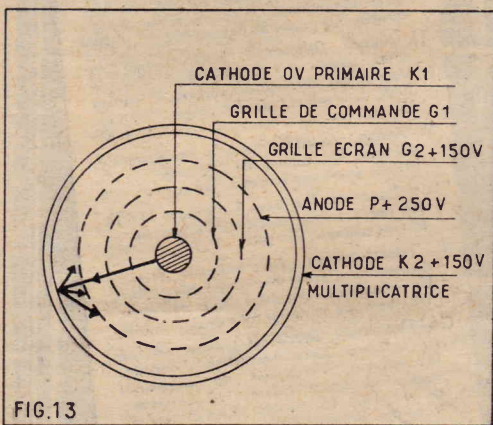 CATHODE OV PRIMAIRE K1
GRILLE DE COMMANDE G1
GRILLE ECRAN G2+150V
ANODE P+250V
CATHODE K2+150V
MULTIPLICATRICE
FIG.13